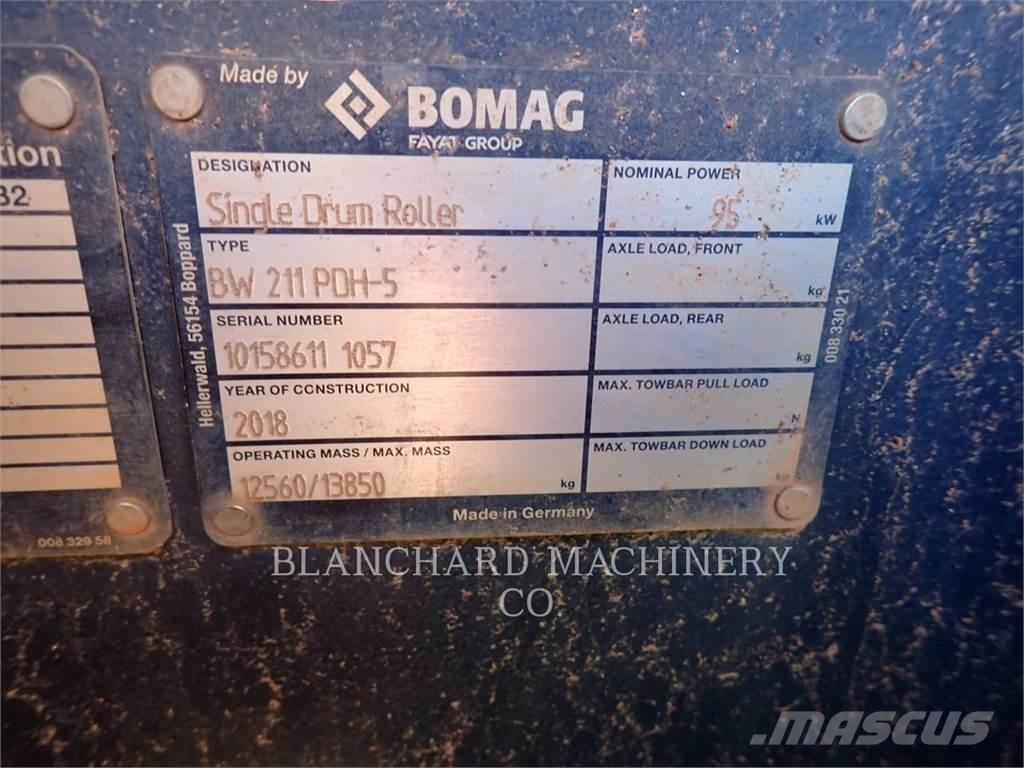 Made by
BOMAG
FAYAT GROUP
DESIGNATION
Single Drum Roller
NOMINAL POWER
95 kW
TYPE
BW 211 PDH-5
AXLE LOAD, FRONT
kg
SERIAL NUMBER
10158611 1057
AXLE LOAD, REAR
kg
YEAR OF CONSTRUCTION
2018
MAX. TOWBAR PULL LOAD
N
OPERATING MASS / MAX. MASS
12560/13850 kg
MAX. TOWBAR DOWN LOAD
kg
Made in Germany
Hellerwald, 56154 Boppard
008 330 21
tion
32
008 329 58
BLANCHARD MACHINERY
CO
MASCUS